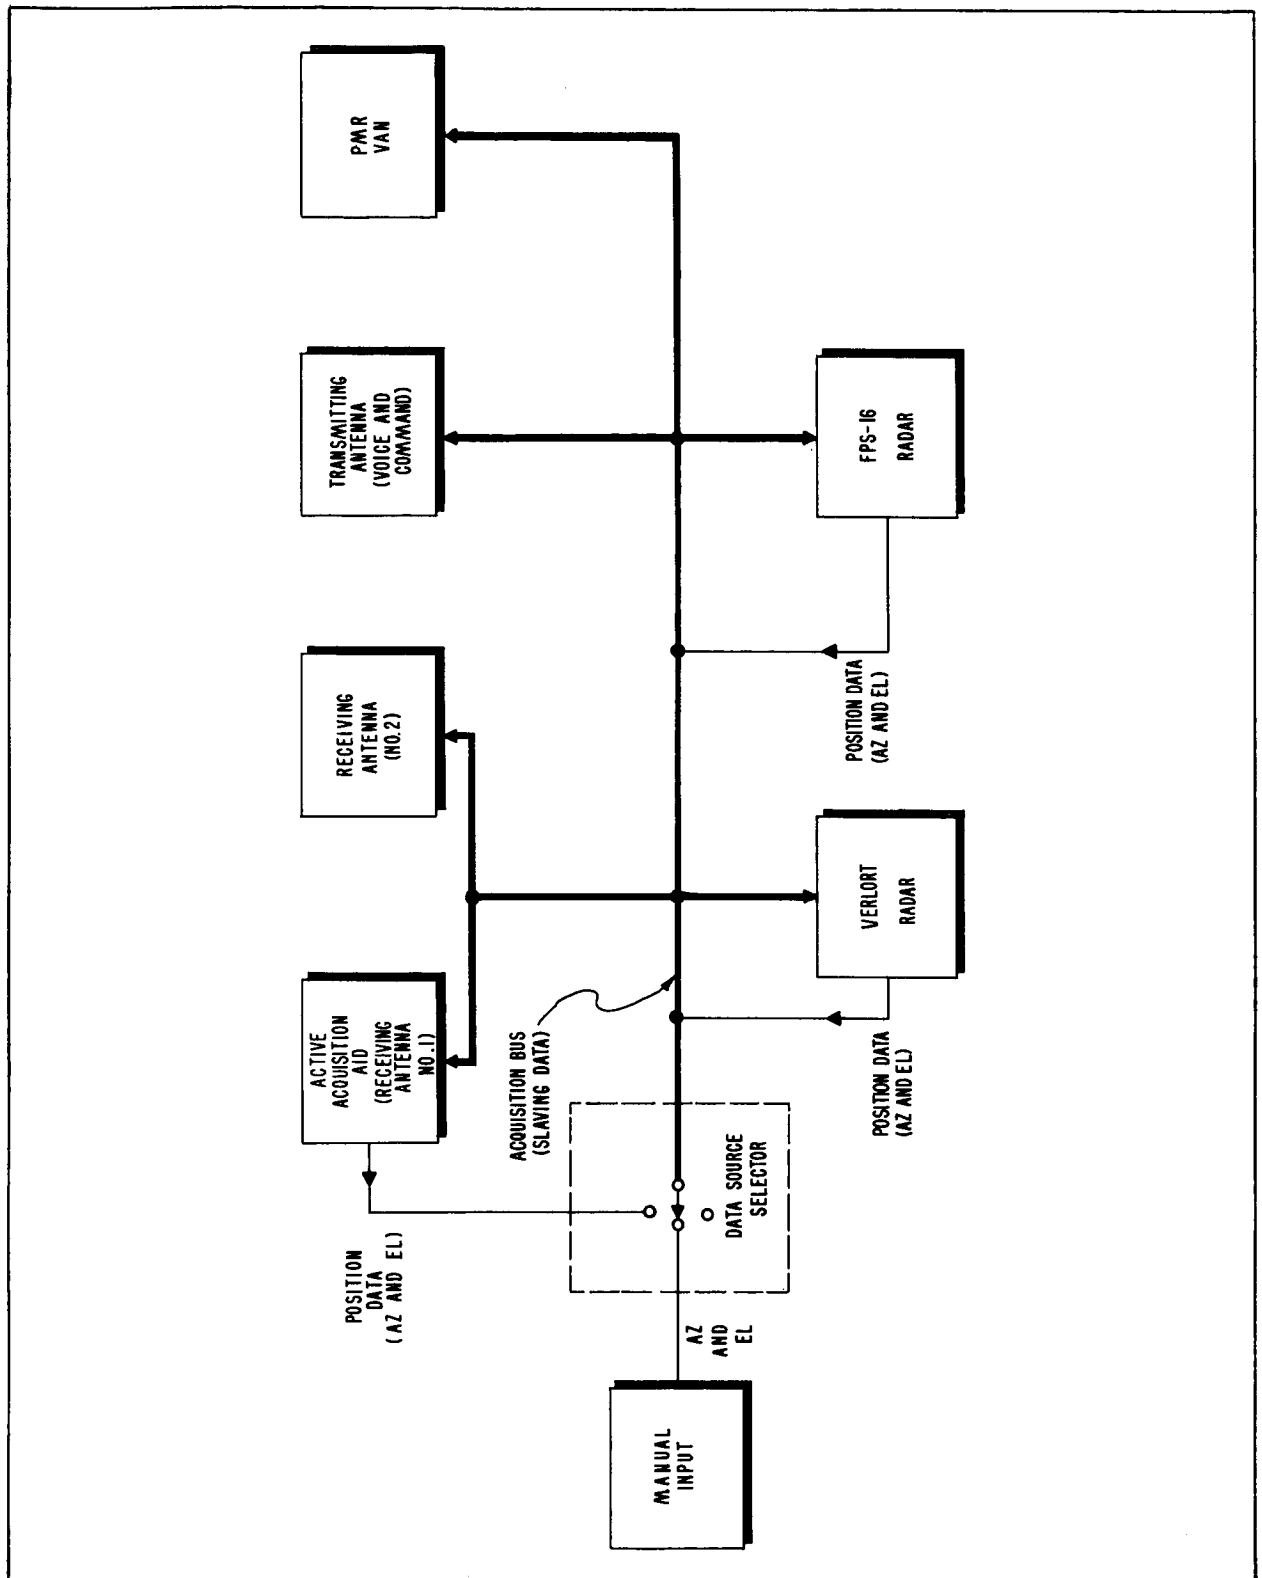 ACTIVE
ACQUISITION
AID
(RECEIVING
ANTENNA
NO.1)
RECEIVING
ANTENNA
(NO.2)
TRANSMITTING
ANTENNA
(VOICE AND
COMMAND)
PMR
VAN
POSITION
DATA
(AZ AND EL)
ACQUISITION BUS
(SLAVING DATA)
MANUAL
INPUT
AZ
AND
EL
DATA SOURCE
SELECTOR
POSITION DATA
(AZ AND EL)
VERLORT
RADAR
POSITION DATA
(AZ AND EL)
FPS-16
RADAR